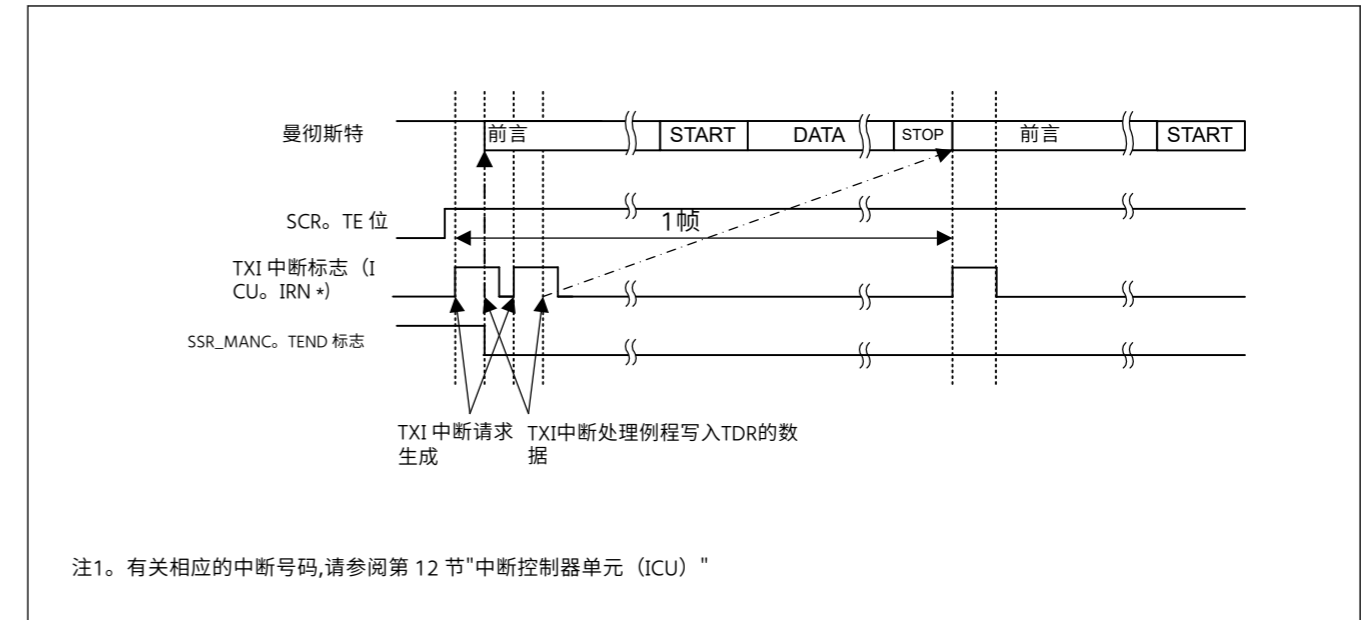 曼彻斯特
前言
START
DATA
STOP
前言
START
SCR。TE 位
1帧
TXI 中断标志（I
CU。IRN *)
SSR_MANC。TEND 标志
TXI 中断请求
生成
TXI中断处理例程写入TDR的数
据
注1。有关相应的中断号码,请参阅第 12 节"中断控制器单元（ICU）"